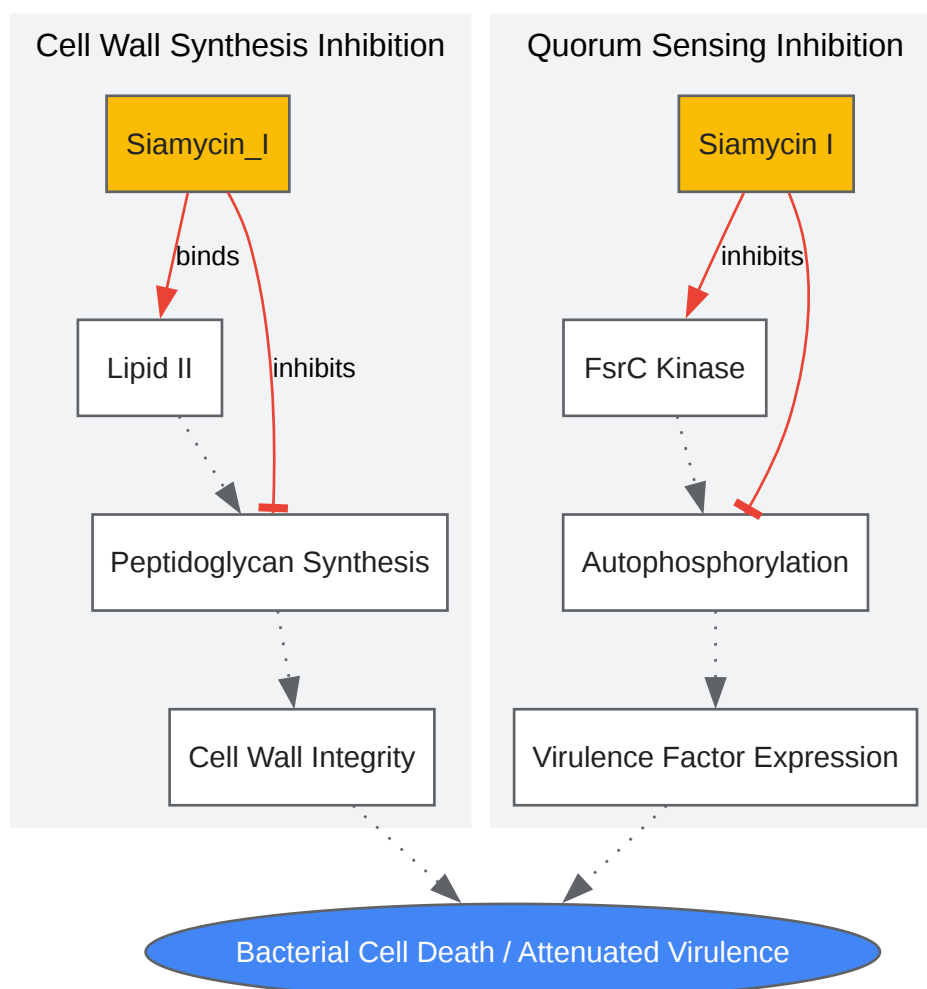 Cell Wall Synthesis Inhibition
Siamycin_I
binds
Lipid II
inhibits
Peptidoglycan Synthesis
Cell Wall Integrity
Quorum Sensing Inhibition
Siamycin I
inhibits
FsrC Kinase
Autophosphorylation
Virulence Factor Expression
Bacterial Cell Death / Attenuated Virulence